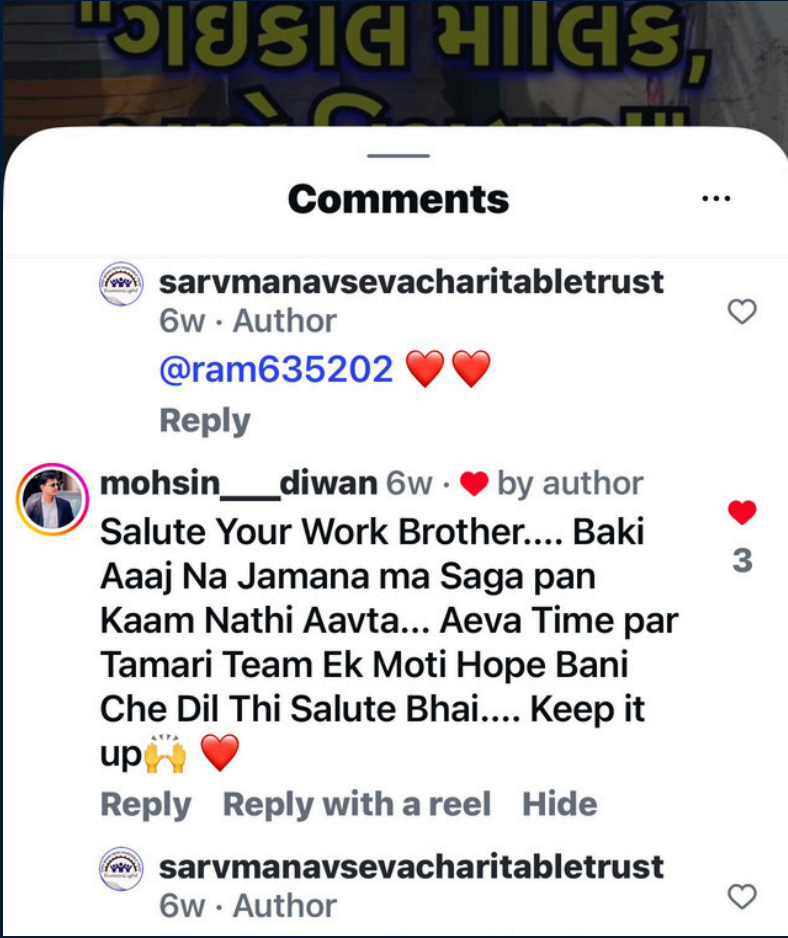 "ગઈકાલ માલિક,
Comments
sarvmanavsevacharitabletrust
6w · Author
@ram635202 ❤️❤️
Reply
mohsin___diwan 6w · ❤️ by author
Salute Your Work Brother.... Baki
Aaaj Na Jamana ma Saga pan
Kaam Nathi Aavta... Aeva Time par
Tamari Team Ek Moti Hope Bani
Che Dil Thi Salute Bhai.... Keep it
up🙌 ❤️
3
Reply Reply with a reel Hide
sarvmanavsevacharitabletrust
6w · Author